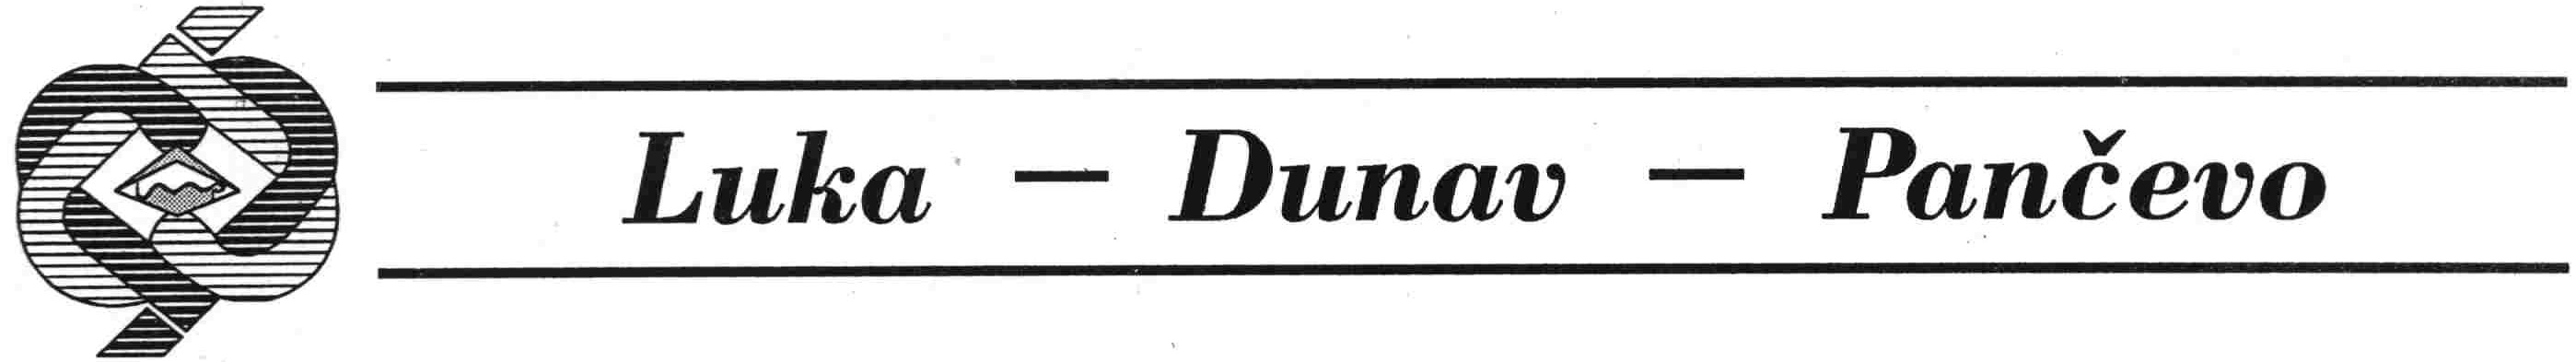 Luka — Dunav — Pančevo